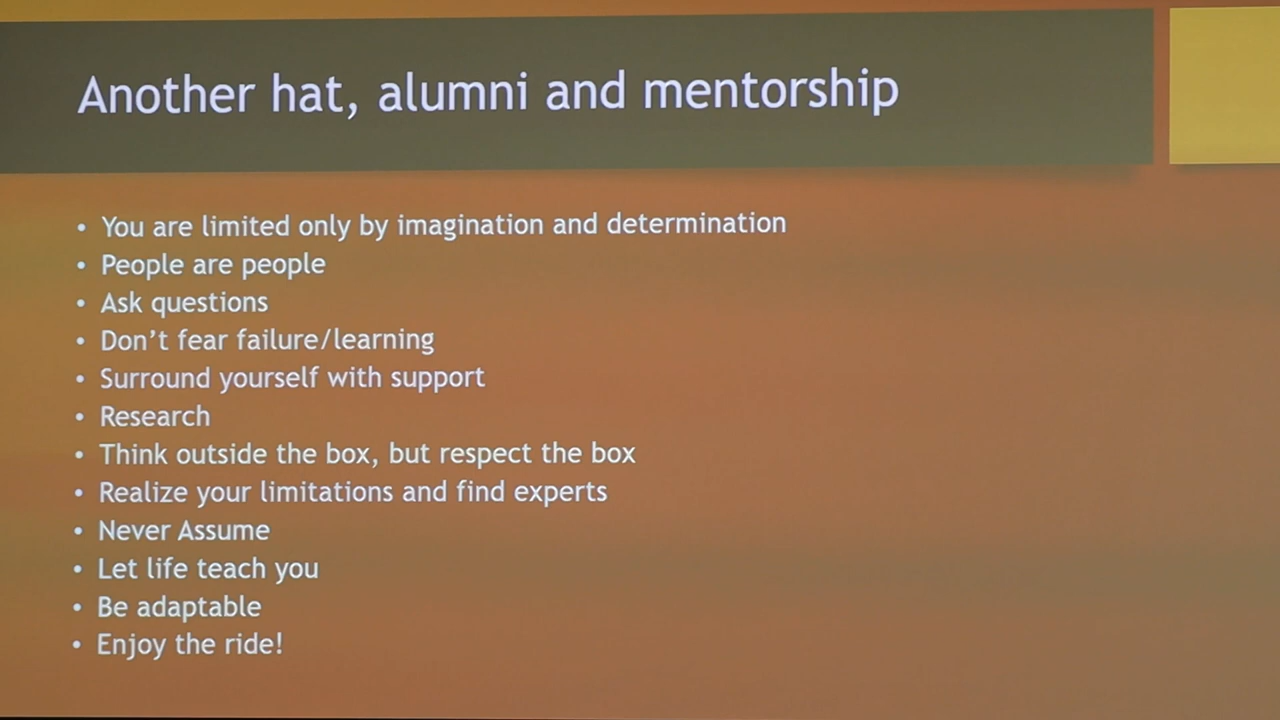 Another hat, alumni and mentorship
• You are limited only by imagination and determination
• People are people
• Ask questions
• Don’t fear failure/learning
• Surround yourself with support
• Research
• Think outside the box, but respect the box
• Realize your limitations and find experts
• Never Assume
• Let life teach you
• Be adaptable
• Enjoy the ride!